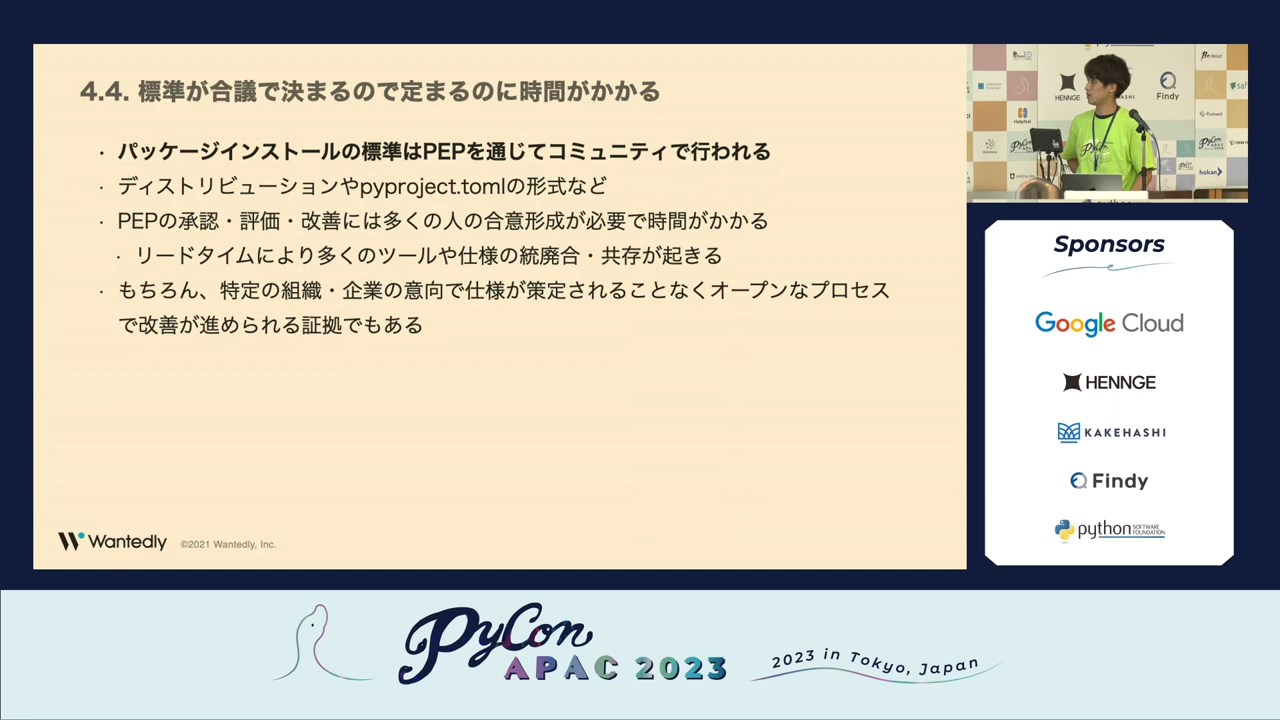 4.4. 標準が合議で決まるので定まるのに時間がかかる
· パッケージインストールの標準はPEPを通じてコミュニティで行われる
· ディストリビューションやpyproject.tomlの形式など
· PEPの承認・評価・改善には多くの人の合意形成が必要で時間がかかる
· リードタイムにより多くのツールや仕様の統廃合・共存が起きる
· もちろん、特定の組織・企業の意向で仕様が策定されることなくオープンなプロセス
で改善が進められる証拠でもある
Wantedly ©2021 Wantedly, Inc.
HENNGE
Findy
hokan
Sponsors
Google Cloud
HENNGE
KAKEHASHI
Findy
python SOFTWARE FOUNDATION
PyCon
APAC 2023
2023 in Tokyo, Japan